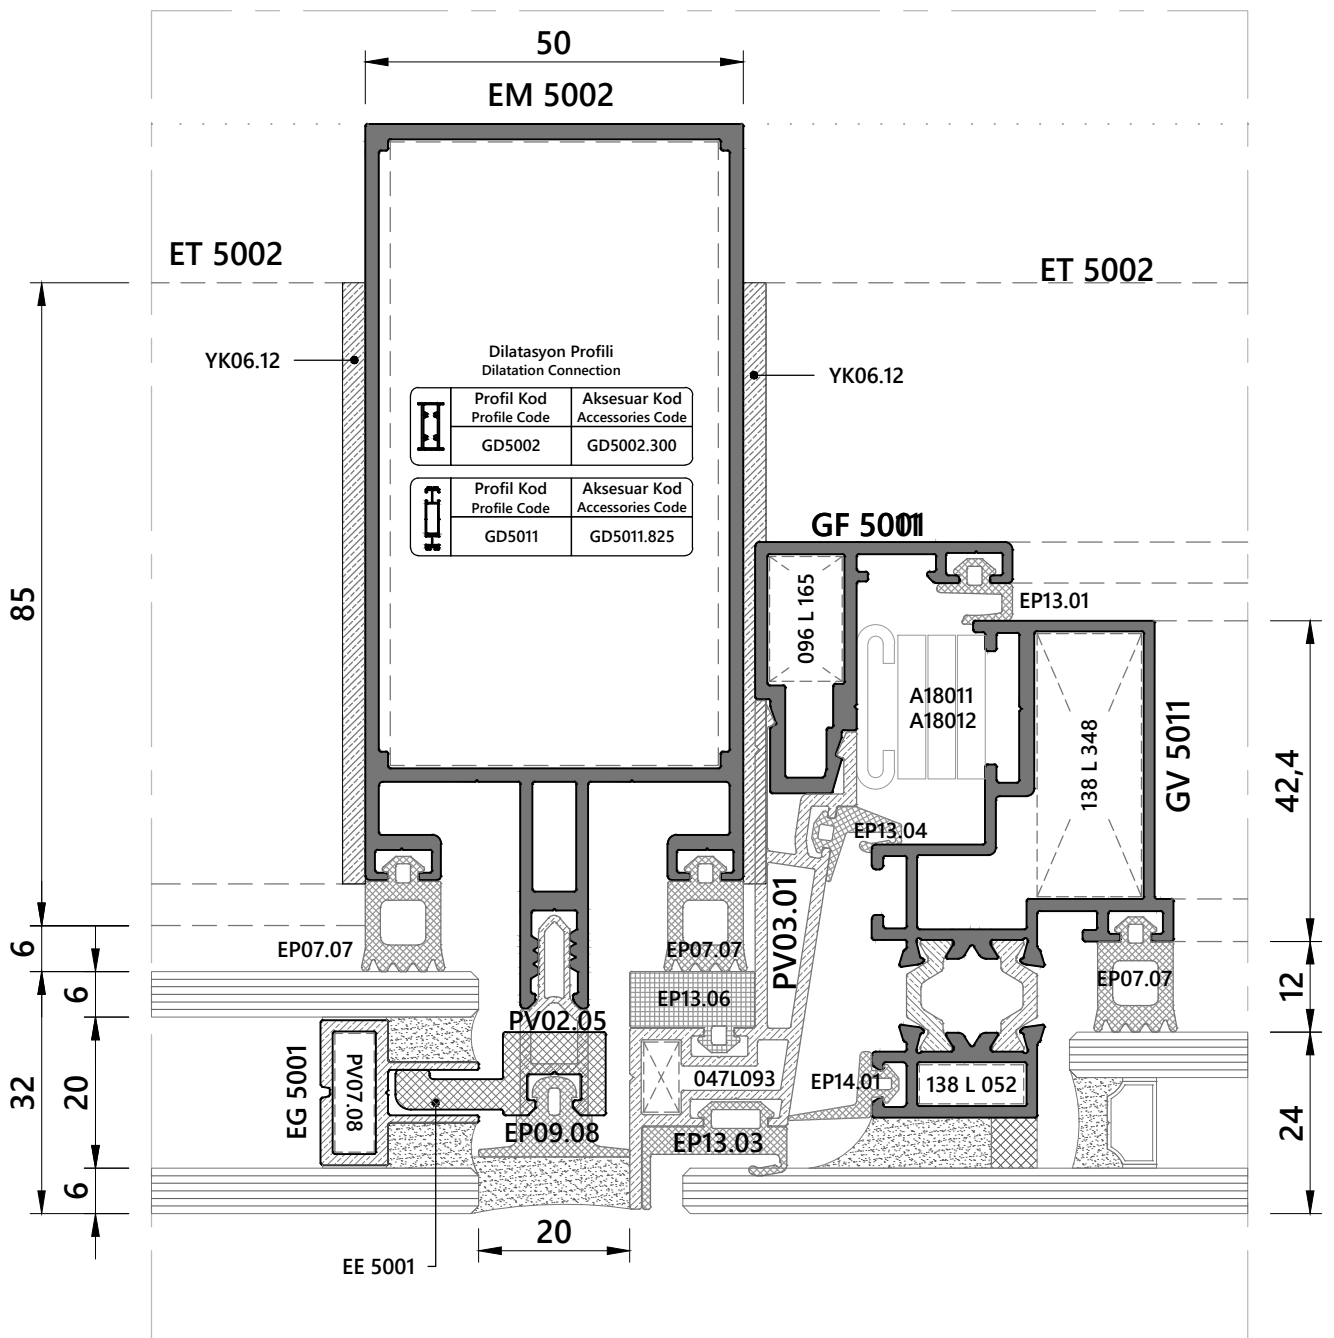 50
EM 5002
ET 5002
ET 5002
YK06.12
YK06.12
Dilatasyon Profili
Dilatation Connection
Profil Kod
Profile Code
Aksesuar Kod
Accessories Code
GD5002
GD5002.300
Profil Kod
Profile Code
Aksesuar Kod
Accessories Code
GD5011
GD5011.825
GF 5001
096 L 165
EP13.01
85
A18011
A18012
138 L 348
GV 5011
42,4
EP13.04
PV03.01
6
EP07.07
EP07.07
EP07.07
12
6
EP13.06
PV02.05
32
20
EG 5001
PV07.08
047L093
EP14.01
138 L 052
24
EP09.08
EP13.03
6
20
EE 5001